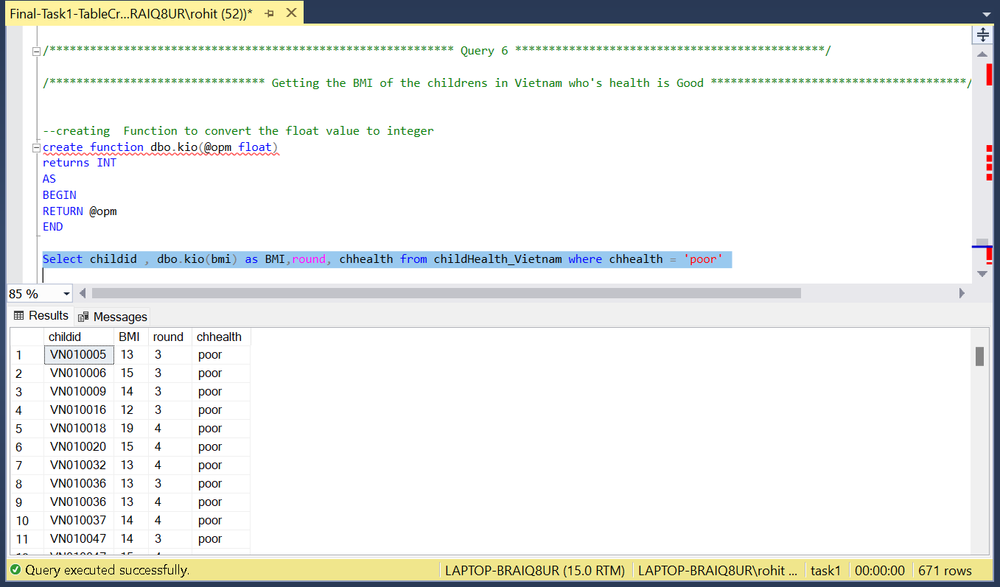 Final-Task1-TableCr...RAIQ8UR\rohit (52))*
/*************************************************************** Query 6 **********************************************/
/******************************** Getting the BMI of the childrens in Vietnam who's health is Good **************************************/
--creating  Function to convert the float value to integer
create function dbo.kio(@opm float)
returns INT
AS
BEGIN
RETURN @opm
END
Select childid , dbo.kio(bmi) as BMI,round, chhealth from childHealth_Vietnam where chhealth = 'poor'
85 %
Results Messages
childid BMI round chhealth
1 VN010005 13 3 poor
2 VN010006 15 3 poor
3 VN010009 14 3 poor
4 VN010016 12 3 poor
5 VN010018 19 4 poor
6 VN010020 15 4 poor
7 VN010032 13 4 poor
8 VN010036 13 3 poor
9 VN010036 13 4 poor
10 VN010037 14 4 poor
11 VN010047 14 3 poor
Query executed successfully. LAPTOP-BRAIQ8UR (15.0 RTM) LAPTOP-BRAIQ8UR\rohit ... task1 00:00:00 671 rows